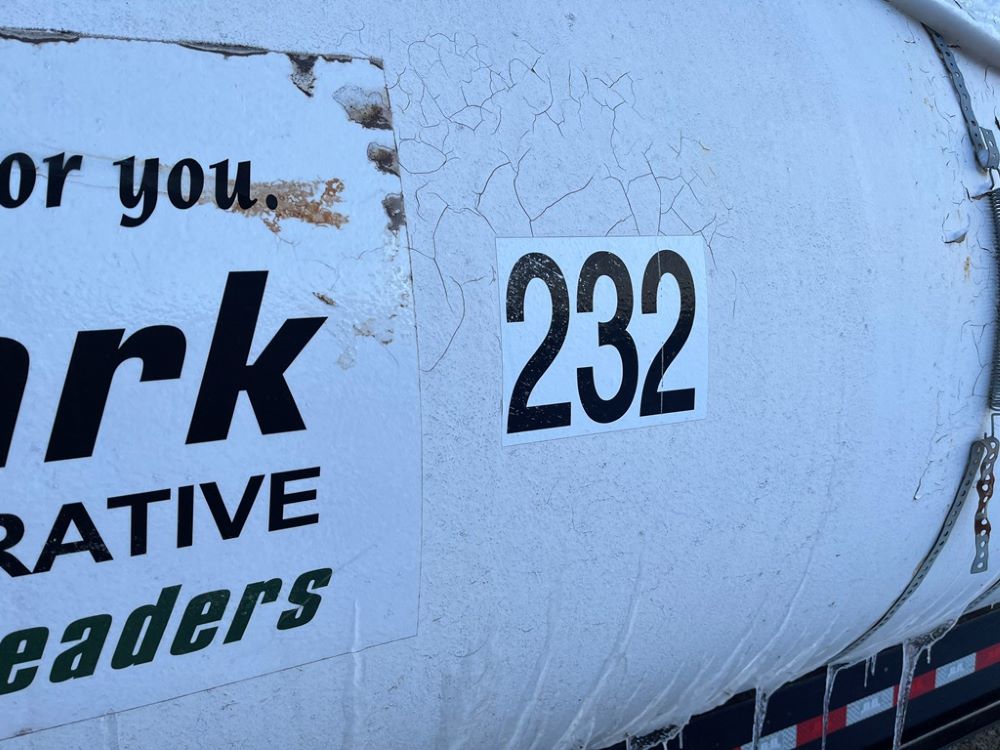 or you.
ark
RATIVE
eaders
232